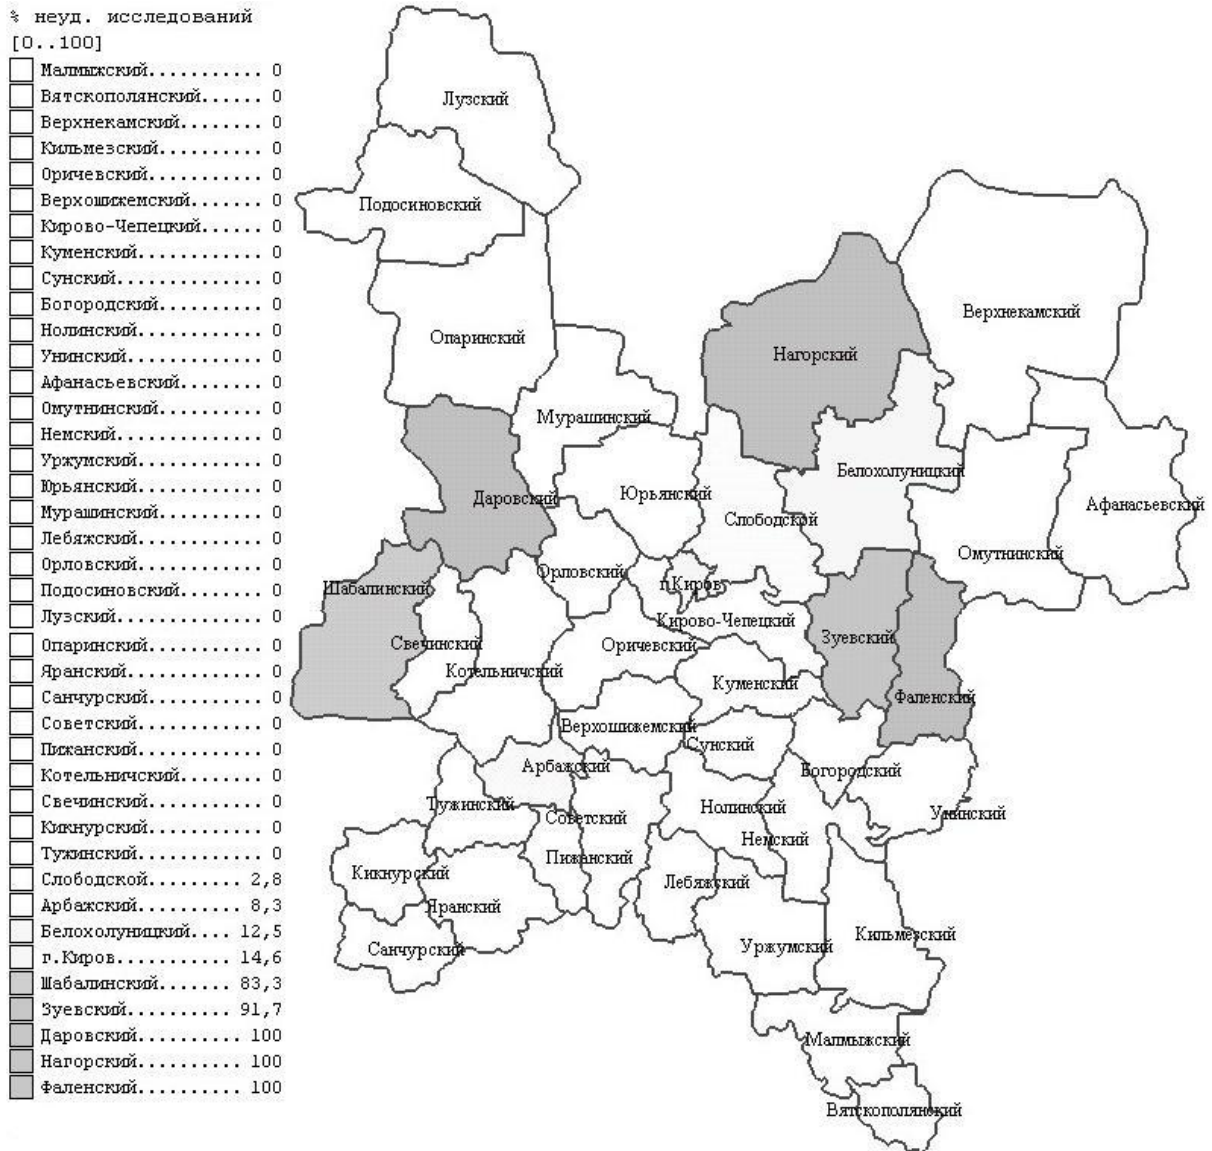 % неуд. исследований
[0..100]
Малмыжский........... 0
Вятскополянский...... 0
Верхнекамский........ 0
Кильмезский.......... 0
Оричевский........... 0
Верхошижемский....... 0
Кирово-Чепецкий...... 0
Куменский............ 0
Сунский.............. 0
Богородский.......... 0
Нолинский............ 0
Унинский............. 0
Афанасьевский........ 0
Омутнинский.......... 0
Немский.............. 0
Уржумский............ 0
Юрьянский............ 0
Мурашинский.......... 0
Лебяжский............ 0
Орловский............ 0
Подосиновский........ 0
Лузский.............. 0
Опаринский........... 0
Яранский............. 0
Санчурский........... 0
Советский............ 0
Пижанский............ 0
Котельничский........ 0
Свечинский........... 0
Кикнурский........... 0
Тужинский............ 0
Слободской......... 2,8
Арбажский.......... 8,3
Белохолуницкий.... 12,5
г.Киров........... 14,6
Шабалинский....... 83,3
Зуевский.......... 91,7
Даровский.......... 100
Нагорский.......... 100
Фаленский.......... 100
Лузский
Подосиновский
Верхнекамский
Опаринский
Нагорский
Мурашинский
Белохолуницкий
Юрьянский
Даровский
Афанасьевский
Слободской
Омутнинский
Орловский
г.Киров
Шабалинский
Кирово-Чепецкий
Зуевский
Свечинский
Оричевский
Котельничский
Куменский
Фаленский
Верхошижемский
Сунский
Арбажский
Богородский
Тужинский
Нолинский
Унинский
Советский
Немский
Пижанский
Кикнурский
Лебяжский
Яранский
Кильмезский
Уржумский
Санчурский
Малмыжский
Вятскополянский